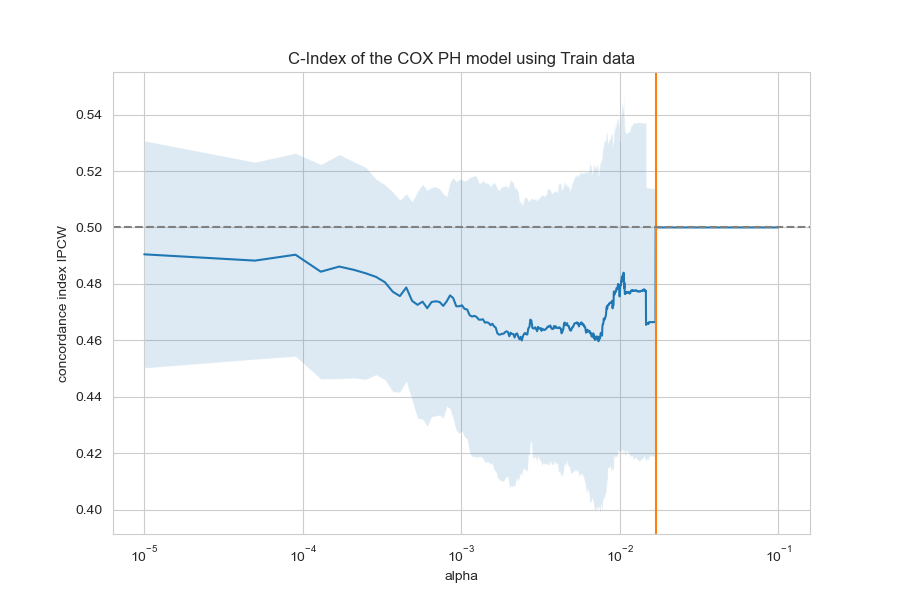 C-Index of the COX PH model using Train data
concordance index IPCW
0.54
0.52
0.50
0.48
0.46
0.44
0.42
0.40
10⁻⁵ 10⁻⁴ 10⁻³ 10⁻² 10⁻¹
alpha